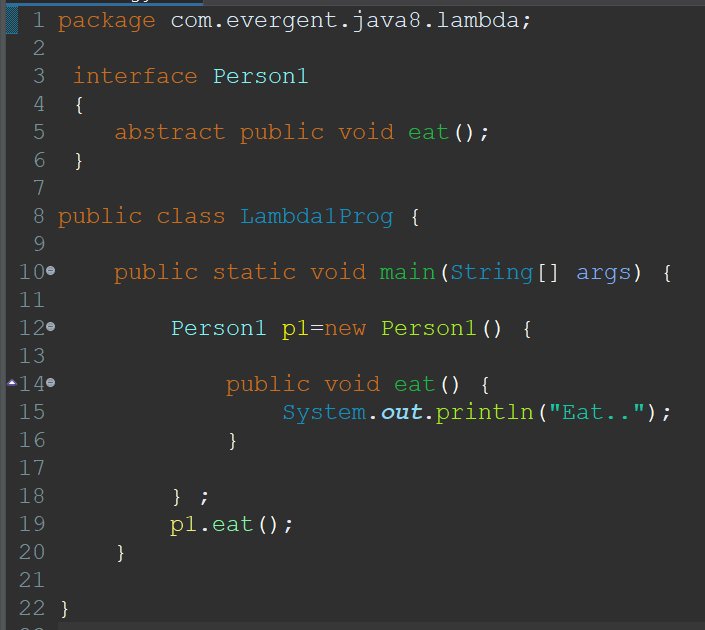 1 package com.evergent.java8.lambda;
2
3 interface Person1
4 {
5 abstract public void eat();
6 }
7
8 public class Lambda1Prog {
9
10 public static void main(String[] args) {
11
12 Person1 p1=new Person1() {
13
14 public void eat() {
15 System.out.println("Eat..");
16 }
17
18 } ;
19 p1.eat();
20 }
21
22 }